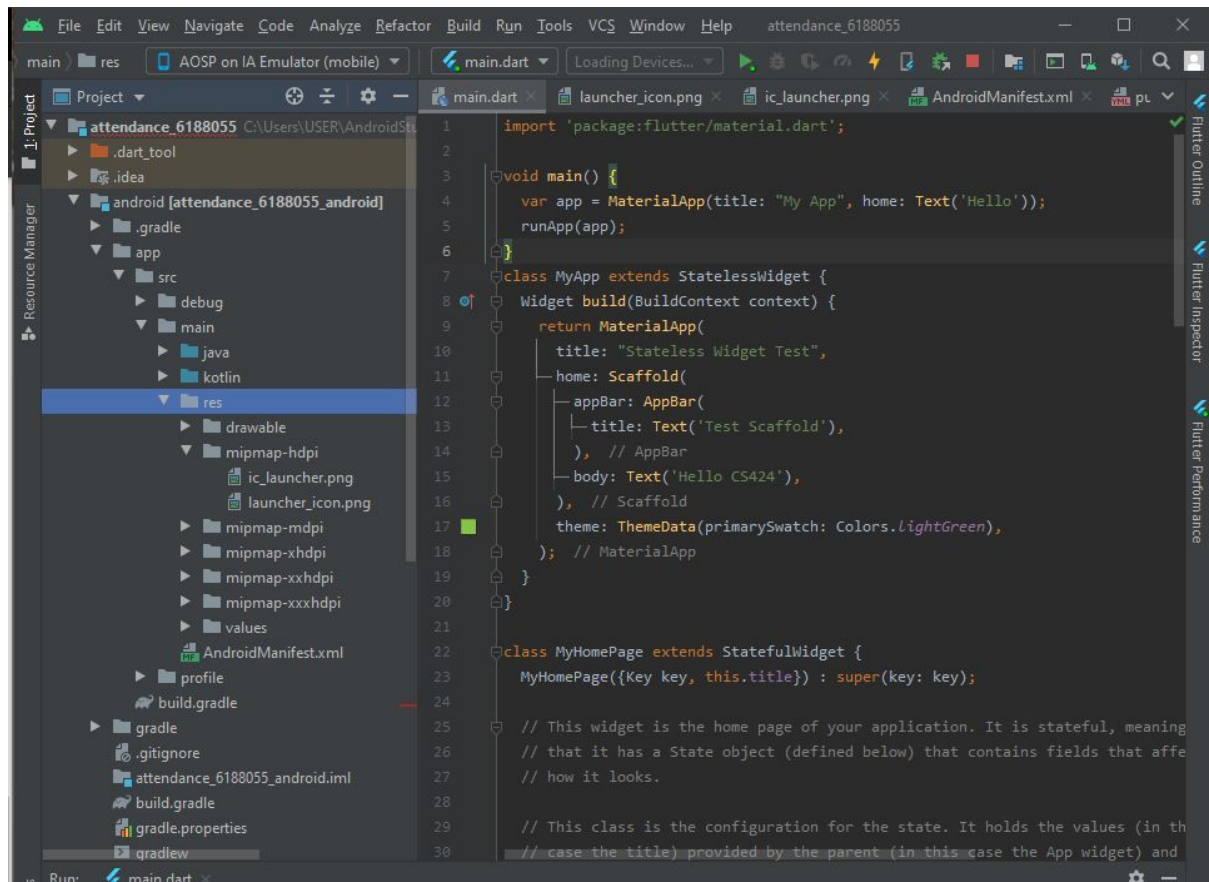 File Edit View Navigate Code Analyze Refactor Build Run Tools VCS Window Help attendance_6188055
main res AOSP on IA Emulator (mobile) main.dart Loading Devices...
Project main.dart launcher_icon.png ic_launcher.png AndroidManifest.xml pu
1: Project
Resource Manager
attendance_6188055 C:\Users\USER\AndroidStu
.dart_tool
.idea
android [attendance_6188055_android]
.gradle
app
src
debug
main
java
kotlin
res
drawable
mipmap-hdpi
ic_launcher.png
launcher_icon.png
mipmap-mdpi
mipmap-xhdpi
mipmap-xxhdpi
mipmap-xxxhdpi
values
AndroidManifest.xml
profile
build.gradle
gradle
.gitignore
attendance_6188055_android.iml
build.gradle
gradle.properties
gradlew
1 import 'package:flutter/material.dart';
2
3 void main() {
4 var app = MaterialApp(title: "My App", home: Text('Hello'));
5 runApp(app);
6 }
7 class MyApp extends StatelessWidget {
8 Widget build(BuildContext context) {
9 return MaterialApp(
10 title: "Stateless Widget Test",
11 home: Scaffold(
12 appBar: AppBar(
13 title: Text('Test Scaffold'),
14 ), // AppBar
15 body: Text('Hello CS424'),
16 ), // Scaffold
17 theme: ThemeData(primarySwatch: Colors.lightGreen),
18 ); // MaterialApp
19 }
20 }
21
22 class MyHomePage extends StatefulWidget {
23 MyHomePage({Key key, this.title}) : super(key: key);
24
25 // This widget is the home page of your application. It is stateful, meaning
26 // that it has a State object (defined below) that contains fields that affe
27 // how it looks.
28
29 // This class is the configuration for the state. It holds the values (in th
30 // case the title) provided by the parent (in this case the App widget) and
Flutter Outline
Flutter Inspector
Flutter Performance
Run: main.dart